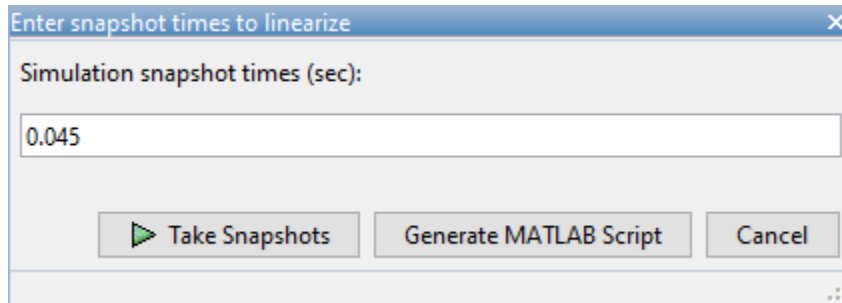 Enter snapshot times to linearize
Simulation snapshot times (sec):
0.045
Take Snapshots Generate MATLAB Script Cancel